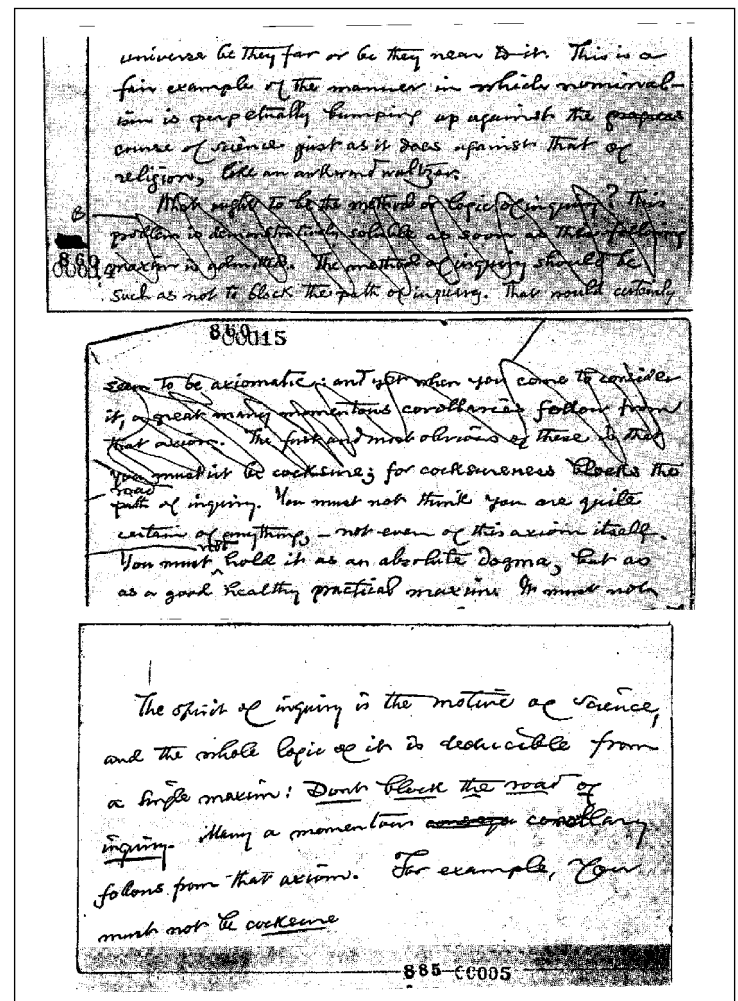 universe be they far or be they near Dist. This is a
fair example of the manner in which nominal-
ism is perpetually bumping up against the progress
course of science just as it does against that of
religion, like an awkward waltzer.
B
What ought to be the method or logic of inquiry? This
problem is demonstratively soluble as soon as the following
860
maxim is admitted. The method of inquiry should be
such as not to block the path of inquiry. That would certainly
860
00015
seem to be axiomatic; and yet when you come to consider
it, a great many momentous corollaries follow from
that axiom. The first and most obvious of these is that
you must it be cocksure; for cocksureness blocks the
road
path of inquiry. You must not think you are quite
certain of anything, – not even of this axiom itself.
not
You must hold it as an absolute dogma, but as
as a good healthy practical maxim must not
The spirit of inquiry is the motive of science,
and the whole logic of it is deducible from
a single maxim: Dont block the road of
inquiry. Many a momentous corollary
follows from that axiom. For example, You
must not be cocksure
885 00005